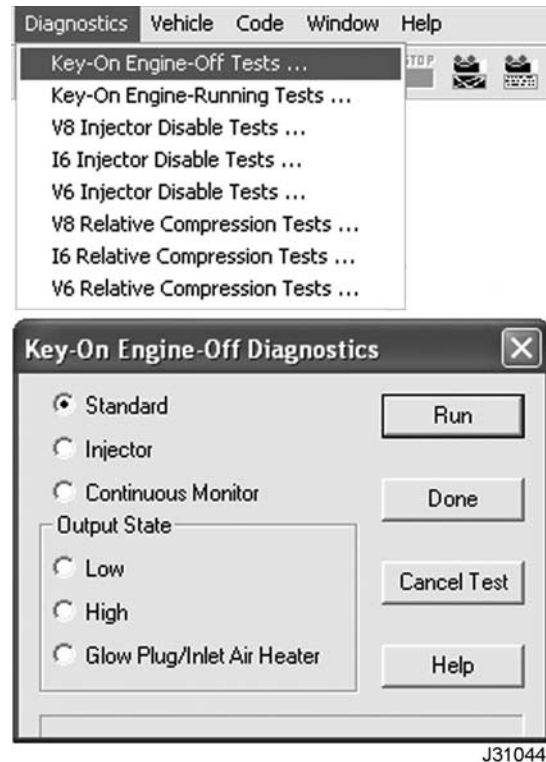 Diagnostics Vehicle Code Window Help
Key-On Engine-Off Tests ...
STOP
Key-On Engine-Running Tests ...
V8 Injector Disable Tests ...
I6 Injector Disable Tests ...
V6 Injector Disable Tests ...
V8 Relative Compression Tests ...
I6 Relative Compression Tests ...
V6 Relative Compression Tests ...
Key-On Engine-Off Diagnostics
Standard
Run
Injector
Continuous Monitor
Done
Output State
Low
Cancel Test
High
Glow Plug/Inlet Air Heater
Help
J31044